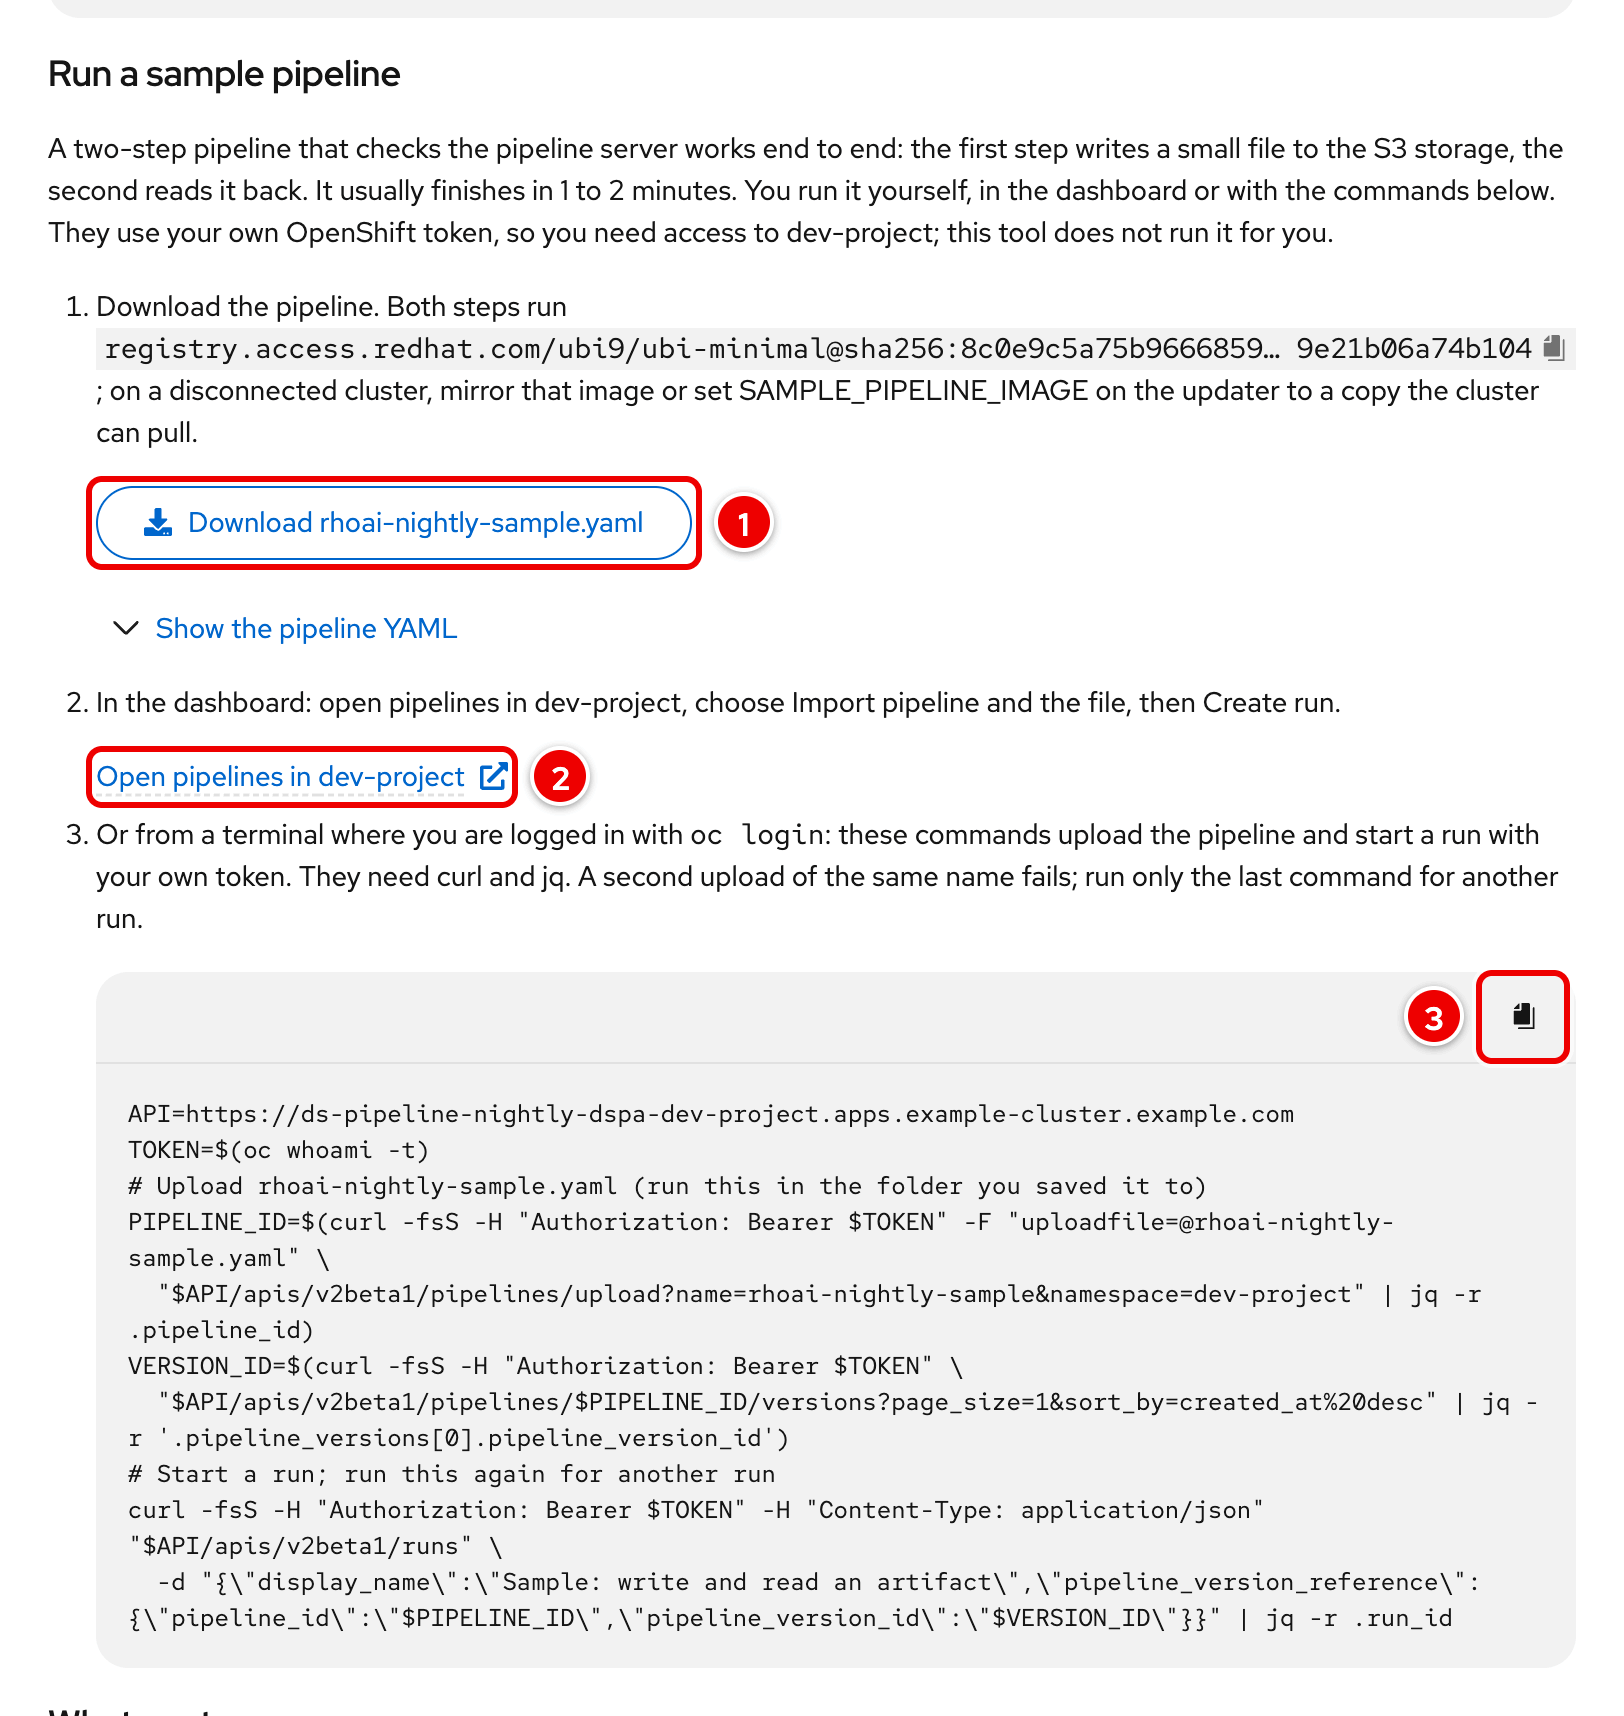 Run a sample pipeline
A two-step pipeline that checks the pipeline server works end to end: the first step writes a small file to the S3 storage, the
second reads it back. It usually finishes in 1 to 2 minutes. You run it yourself, in the dashboard or with the commands below.
They use your own OpenShift token, so you need access to dev-project; this tool does not run it for you.
1. Download the pipeline. Both steps run
registry.access.redhat.com/ubi9/ubi-minimal@sha256:8c0e9c5a75b9666859… 9e21b06a74b104
; on a disconnected cluster, mirror that image or set SAMPLE_PIPELINE_IMAGE on the updater to a copy the cluster
can pull.
Download rhoai-nightly-sample.yaml 1
Show the pipeline YAML
2. In the dashboard: open pipelines in dev-project, choose Import pipeline and the file, then Create run.
Open pipelines in dev-project 2
3. Or from a terminal where you are logged in with oc login: these commands upload the pipeline and start a run with
your own token. They need curl and jq. A second upload of the same name fails; run only the last command for another
run.
3
API=https://ds-pipeline-nightly-dspa-dev-project.apps.example-cluster.example.com
TOKEN=$(oc whoami -t)
# Upload rhoai-nightly-sample.yaml (run this in the folder you saved it to)
PIPELINE_ID=$(curl -fsS -H "Authorization: Bearer $TOKEN" -F "uploadfile=@rhoai-nightly-
sample.yaml" \
  "$API/apis/v2beta1/pipelines/upload?name=rhoai-nightly-sample&namespace=dev-project" | jq -r
.pipeline_id)
VERSION_ID=$(curl -fsS -H "Authorization: Bearer $TOKEN" \
  "$API/apis/v2beta1/pipelines/$PIPELINE_ID/versions?page_size=1&sort_by=created_at%20desc" | jq -
r '.pipeline_versions[0].pipeline_version_id')
# Start a run; run this again for another run
curl -fsS -H "Authorization: Bearer $TOKEN" -H "Content-Type: application/json"
"$API/apis/v2beta1/runs" \
  -d "{\"display_name\":\"Sample: write and read an artifact\",\"pipeline_version_reference\":
{\"pipeline_id\":\"$PIPELINE_ID\",\"pipeline_version_id\":\"$VERSION_ID\"}}" | jq -r .run_id